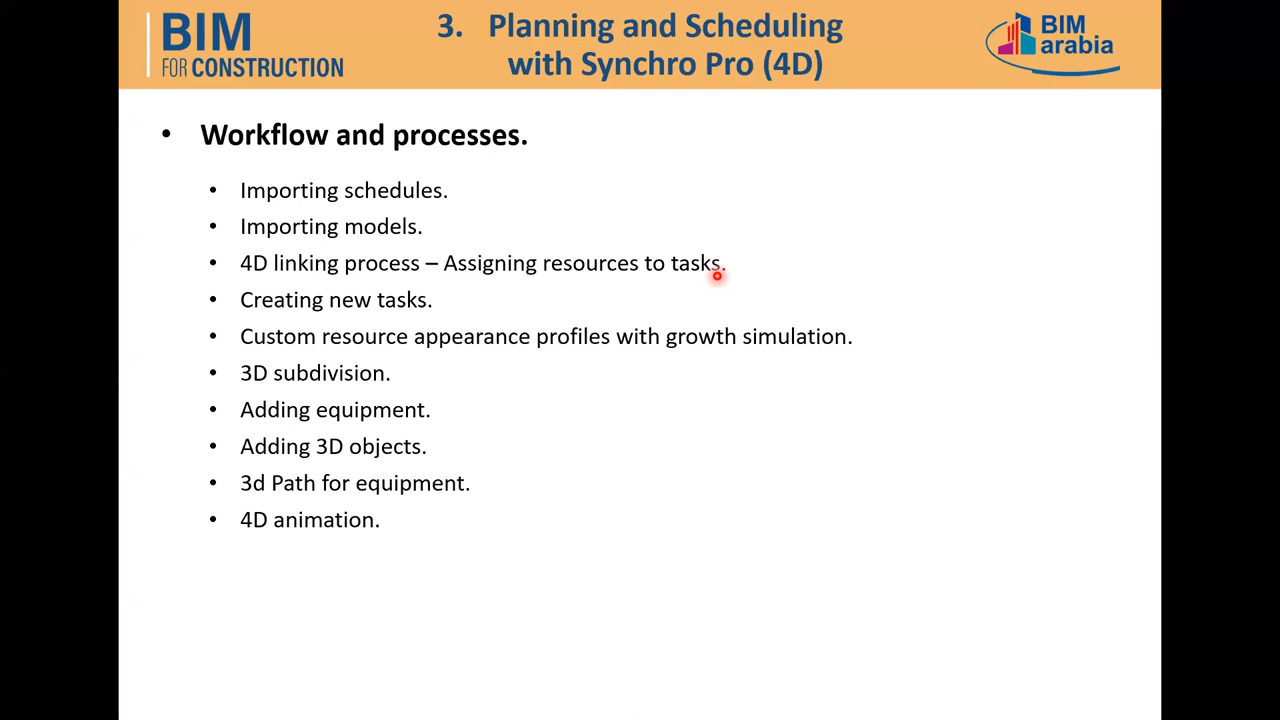 BIM
FOR CONSTRUCTION
3. Planning and Scheduling
with Synchro Pro (4D)
BIM
arabia
• Workflow and processes.
• Importing schedules.
• Importing models.
• 4D linking process – Assigning resources to tasks.
• Creating new tasks.
• Custom resource appearance profiles with growth simulation.
• 3D subdivision.
• Adding equipment.
• Adding 3D objects.
• 3d Path for equipment.
• 4D animation.